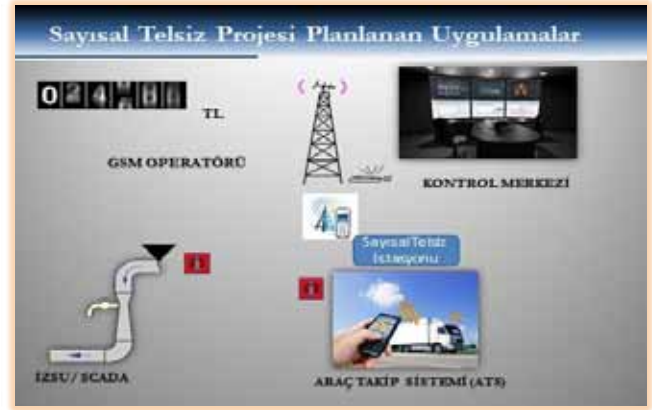 Sayısal Telsiz Projesi Planlanan Uygulamalar
TL
GSM OPERATÖRÜ
KONTROL MERKEZİ
Sayısal Telsiz
İstasyonu
İZSU/ SCADA
ARAÇ TAKİP SİSTEMİ (ATS)